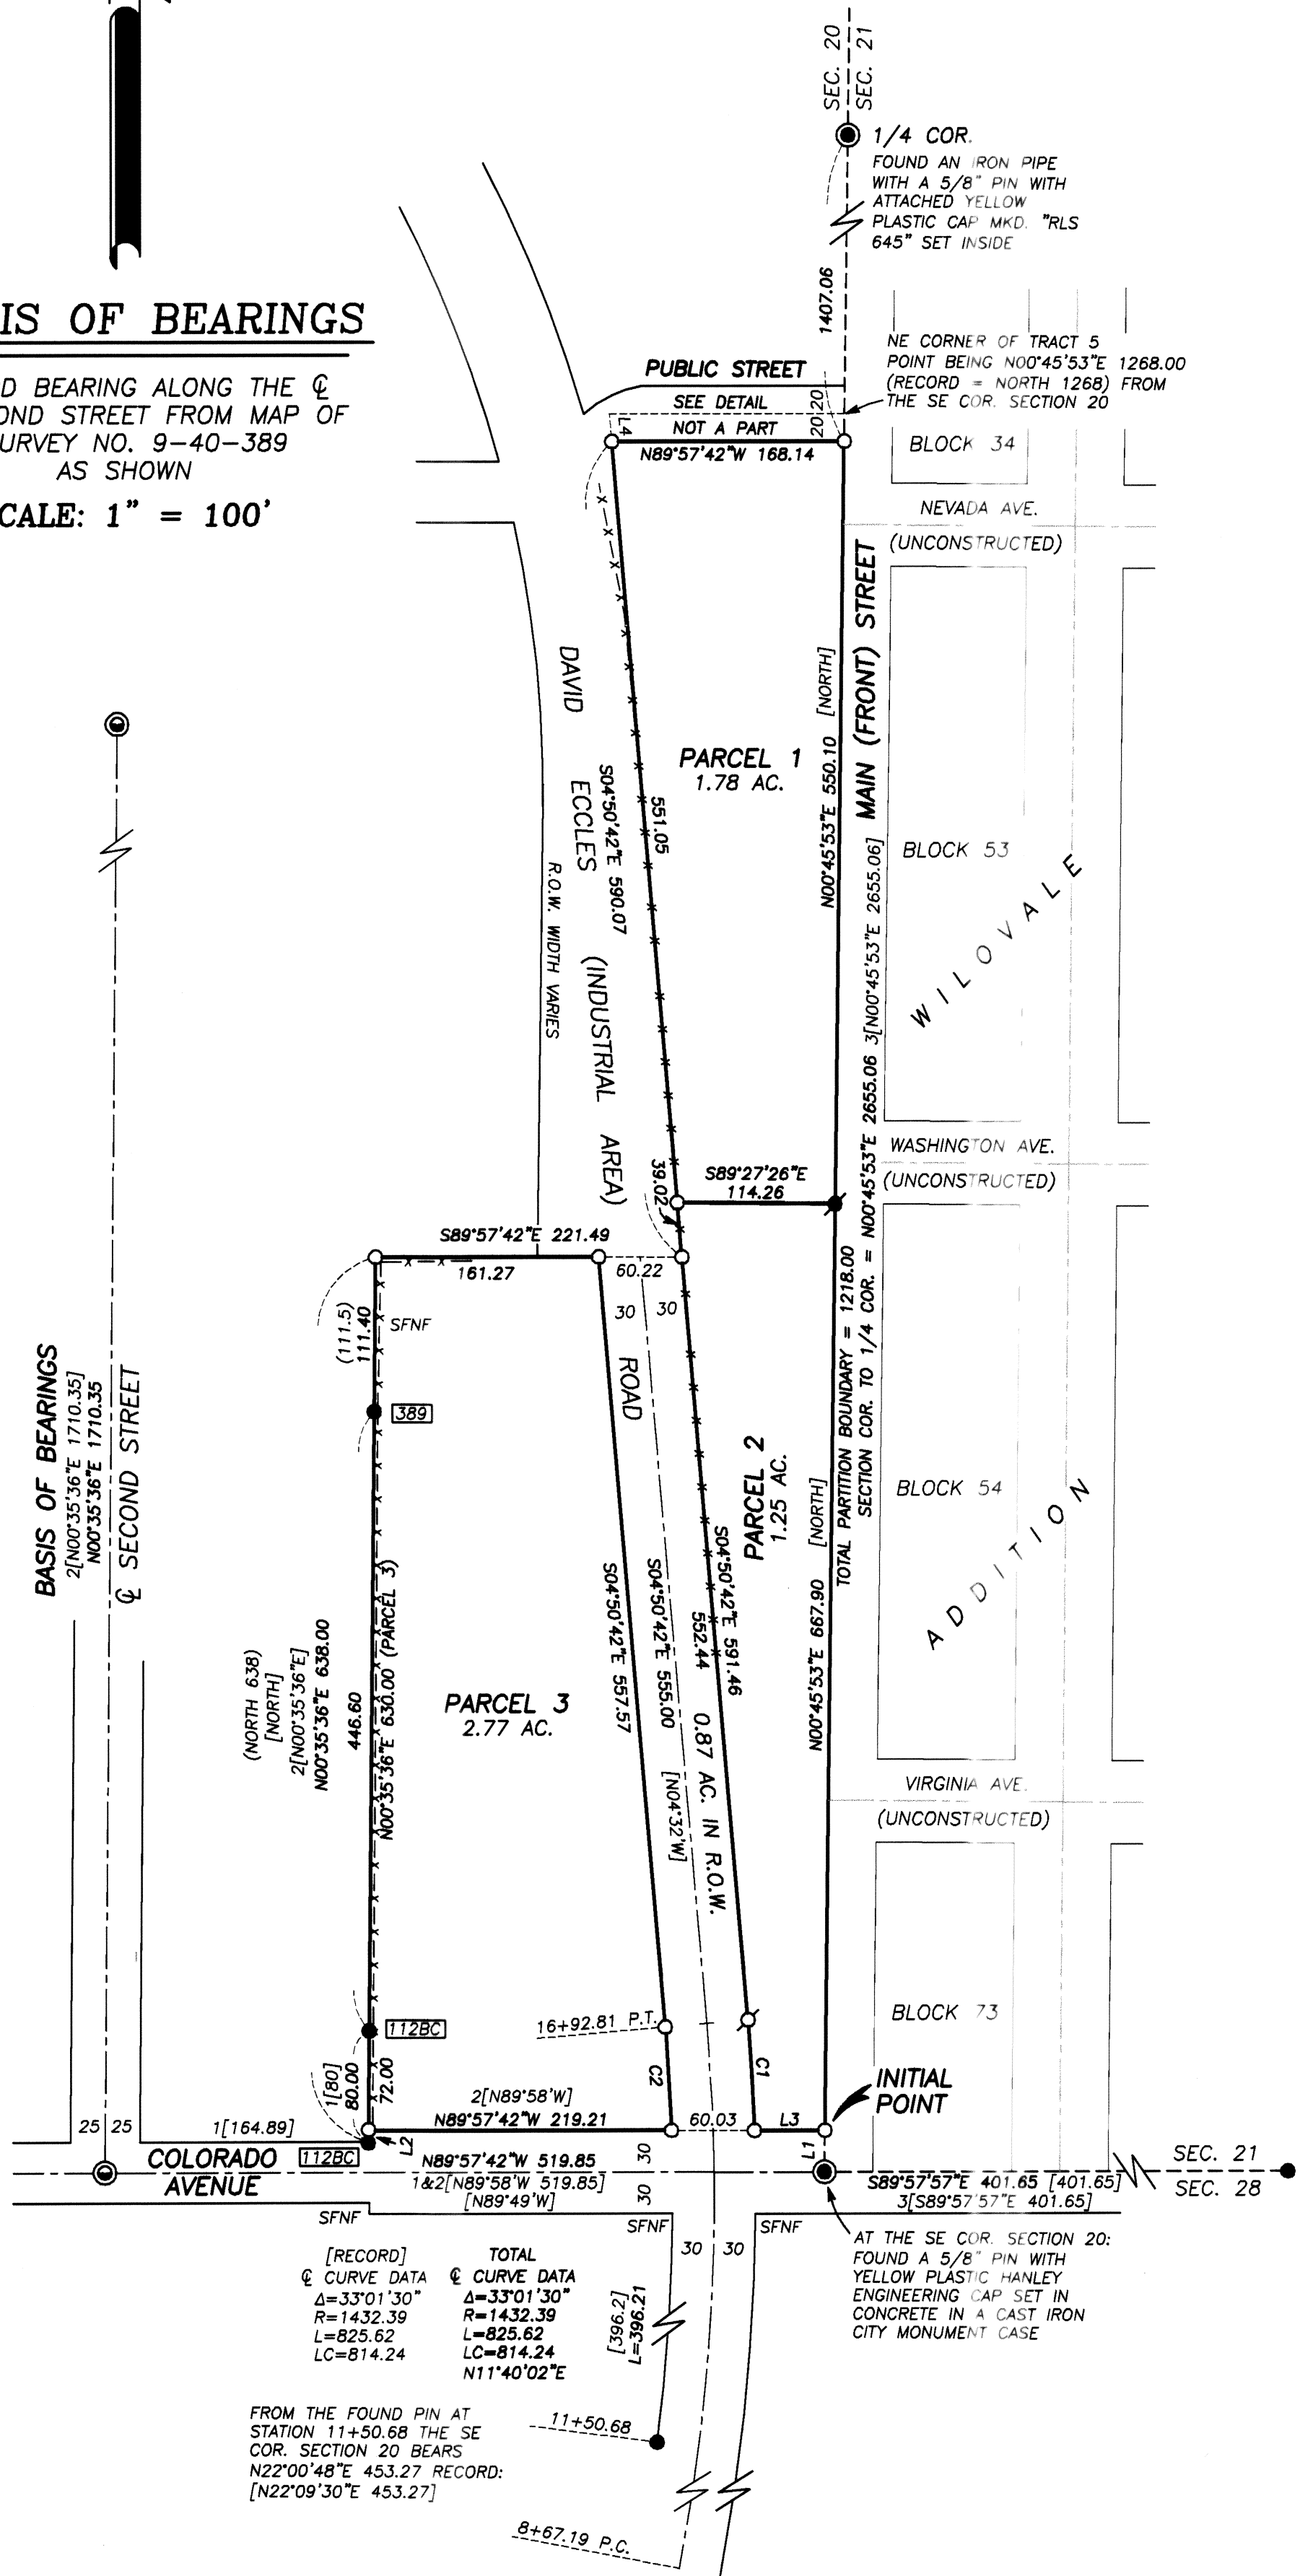 SEC. 20
SEC. 21
1/4 COR.
FOUND AN IRON PIPE
WITH A 5/8" PIN WITH
ATTACHED YELLOW
PLASTIC CAP MKD. "RLS
645" SET INSIDE
1407.06
IS OF BEARINGS
D BEARING ALONG THE ℄
OND STREET FROM MAP OF
URVEY NO. 9-40-389
AS SHOWN
CALE: 1" = 100'
NE CORNER OF TRACT 5
POINT BEING N00°45'53"E 1268.00
(RECORD = NORTH 1268) FROM
THE SE COR. SECTION 20
PUBLIC STREET
SEE DETAIL
NOT A PART
20 20
L4
N89°57'42"W 168.14
BLOCK 34
NEVADA AVE.
(UNCONSTRUCTED)
MAIN (FRONT) STREET
DAVID ECCLES (INDUSTRIAL AREA)
ROAD
R.O.W. WIDTH VARIES
S04°50'42"E 590.07
551.05
PARCEL 1
1.78 AC.
N00°45'53"E 550.10 [NORTH]
BLOCK 53
WILOVALE
WASHINGTON AVE.
(UNCONSTRUCTED)
39.02
S89°27'26"E
114.26
S89°57'42"E 221.49
161.27
60.22
30 30
(111.5)
111.40
SFNF
389
BASIS OF BEARINGS
2[N00°35'36"E 1710.35]
N00°35'36"E 1710.35
℄ SECOND STREET
TOTAL PARTITION BOUNDARY = 1218.00
SECTION COR. TO 1/4 COR. = N00°45'53"E 2655.06 3[N00°45'53"E 2655.06]
PARCEL 2
1.25 AC.
BLOCK 54
ADDITION
N00°45'53"E 667.90 [NORTH]
S04°50'42"E 591.46
552.44
0.87 AC. IN R.O.W.
S04°50'42"E 555.00
[N04°32'W]
S04°50'42"E 557.57
(NORTH 638)
[NORTH]
2[N00°35'36"E]
N00°35'36"E 638.00
446.60
N00°35'36"E 630.00 (PARCEL 3)
PARCEL 3
2.77 AC.
VIRGINIA AVE.
(UNCONSTRUCTED)
BLOCK 73
16+92.81 P.T.
112BC
1[80]
80.00
72.00
C2
C1
INITIAL
POINT
2[N89°58'W]
N89°57'42"W 219.21
60.03
L3
L1
L2
25 25
1[164.89]
COLORADO
AVENUE
112BC
N89°57'42"W 519.85
1&2[N89°58'W 519.85]
[N89°49'W]
30
30
S89°57'57"E 401.65 [401.65]
3[S89°57'57"E 401.65]
SEC. 21
SEC. 28
SFNF
SFNF
SFNF
30 30
AT THE SE COR. SECTION 20:
FOUND A 5/8" PIN WITH
YELLOW PLASTIC HANLEY
ENGINEERING CAP SET IN
CONCRETE IN A CAST IRON
CITY MONUMENT CASE
[RECORD]
℄ CURVE DATA
Δ=33°01'30"
R=1432.39
L=825.62
LC=814.24
TOTAL
℄ CURVE DATA
Δ=33°01'30"
R=1432.39
L=825.62
LC=814.24
N11°40'02"E
[396.2]
L=396.21
FROM THE FOUND PIN AT
STATION 11+50.68 THE SE
COR. SECTION 20 BEARS
N22°00'48"E 453.27 RECORD:
[N22°09'30"E 453.27]
11+50.68
8+67.19 P.C.